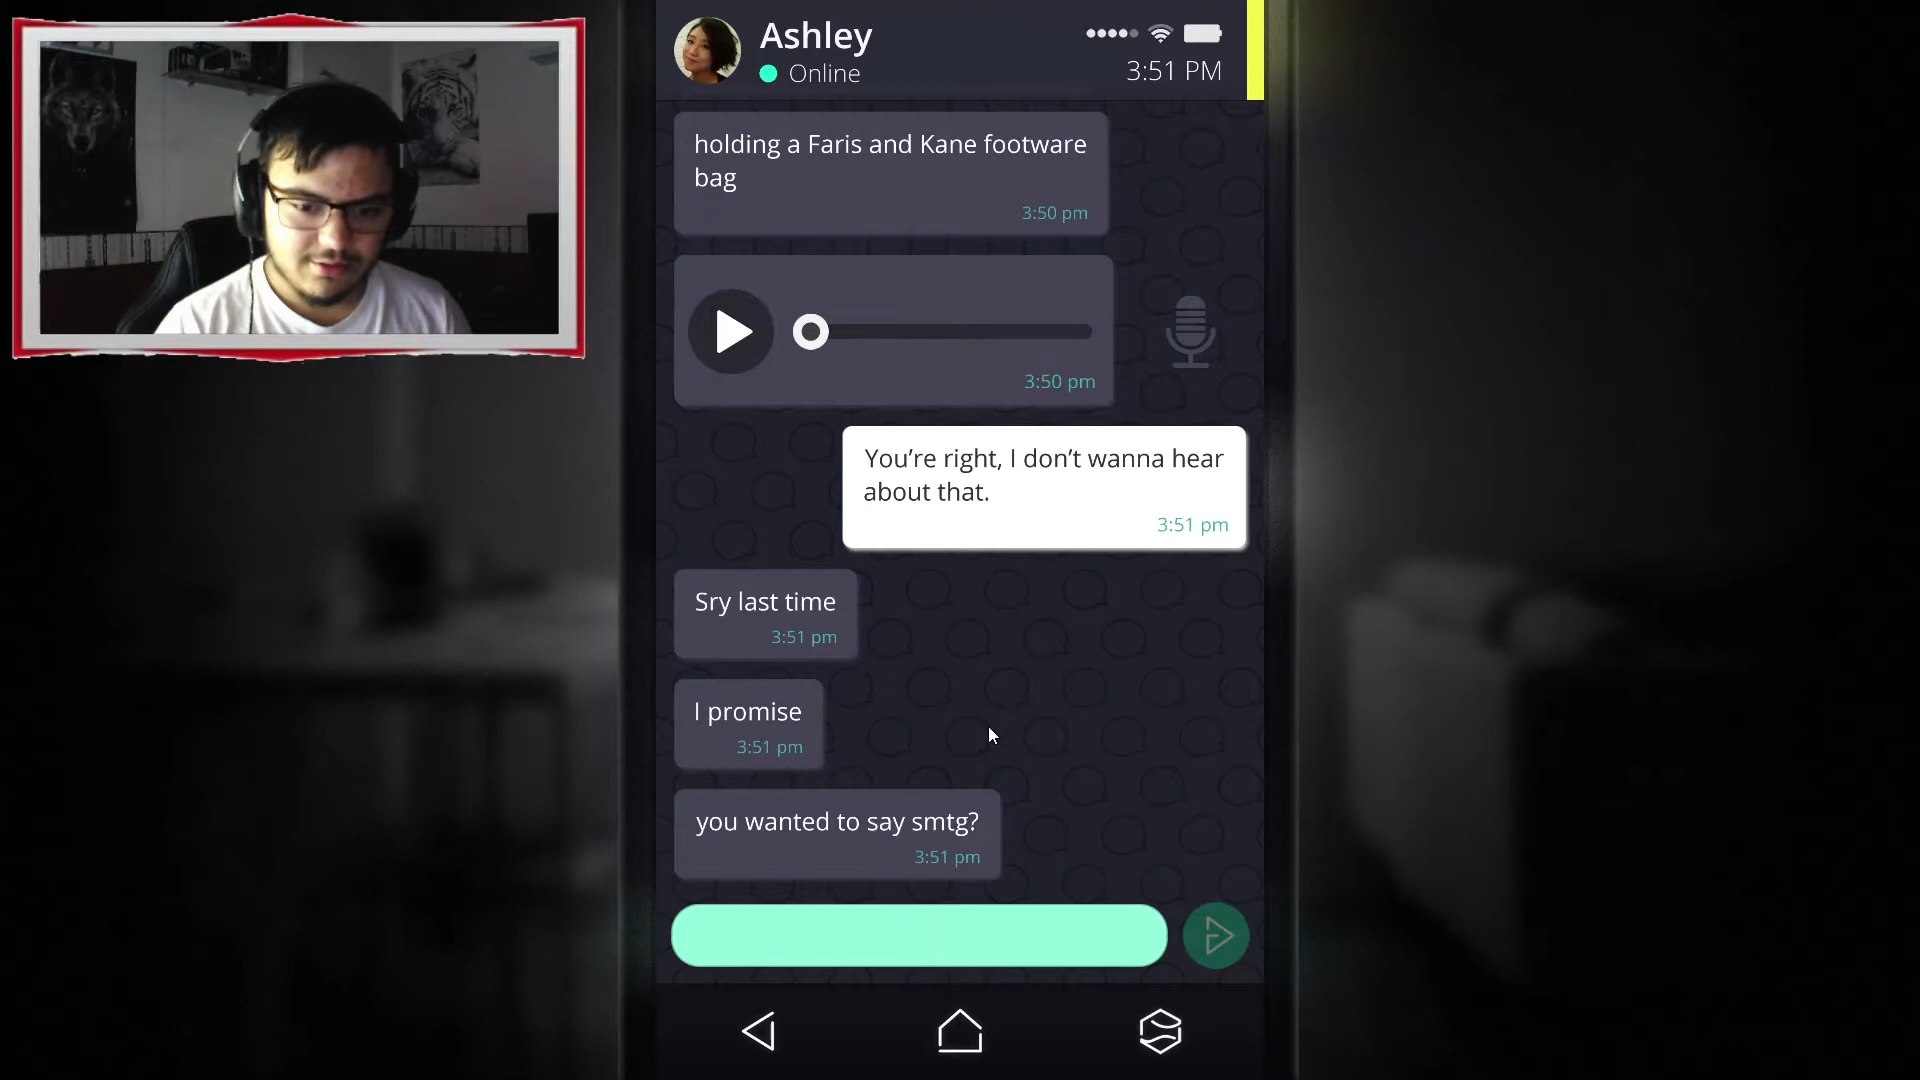 Ashley
Online
3:51 PM
holding a Faris and Kane footware
bag
3:50 pm
3:50 pm
You’re right, I don’t wanna hear
about that.
3:51 pm
Sry last time
3:51 pm
I promise
3:51 pm
you wanted to say smtg?
3:51 pm